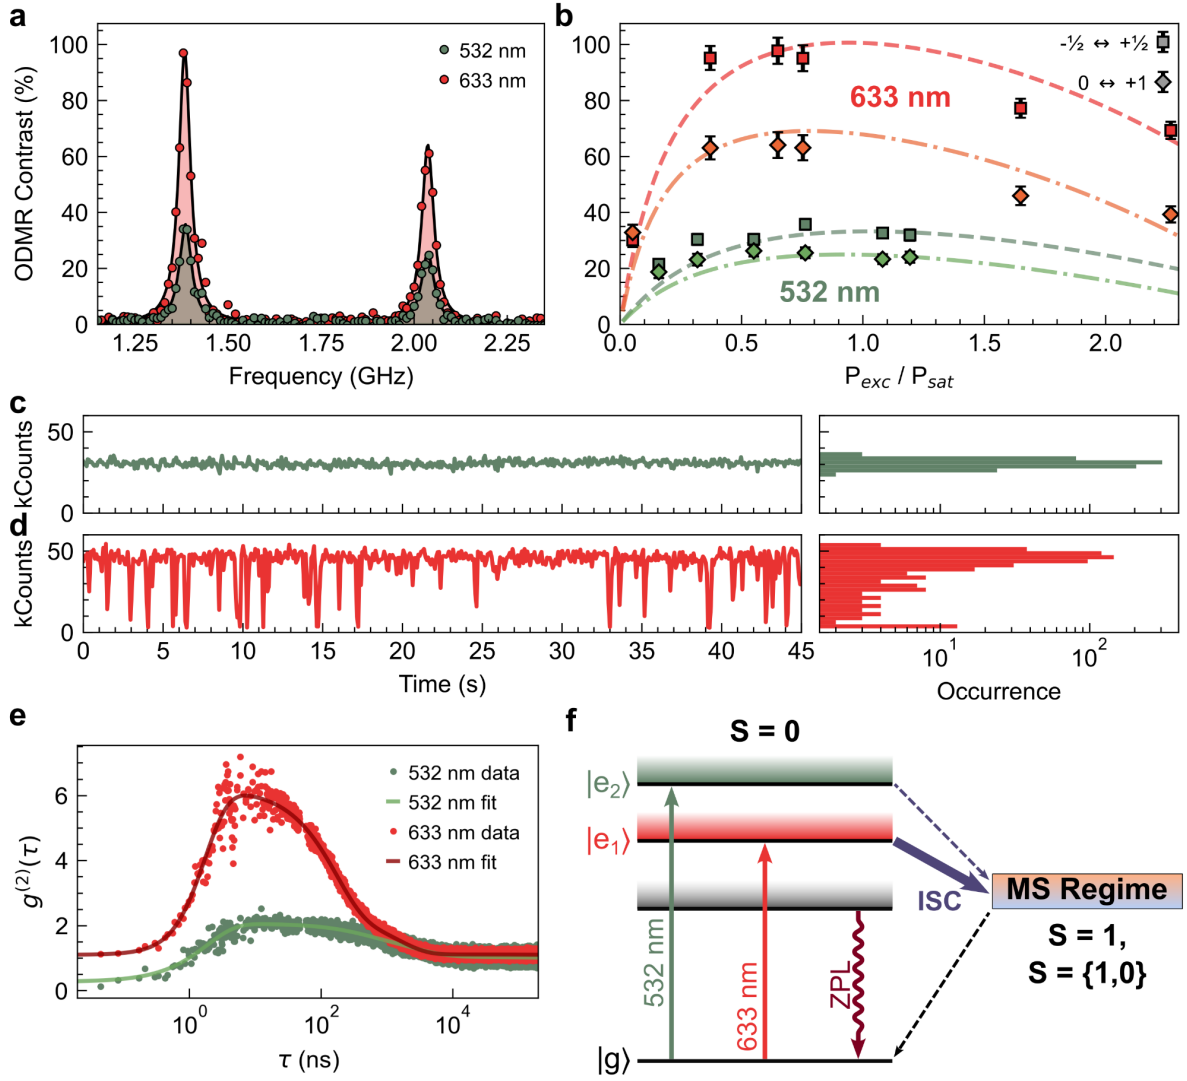 a
ODMR Contrast (%)
100
80
60
40
20
0
532 nm
633 nm
1.25
1.50
1.75
2.00
2.25
Frequency (GHz)
b
100
80
60
40
20
0
-½ ↔ +½
0 ↔ +1
633 nm
532 nm
0.0
0.5
1.0
1.5
2.0
P_exc / P_sat
c
kCounts
50
0
d
kCounts
50
0
0
5
10
15
20
25
30
35
40
45
Time (s)
10¹
10²
Occurrence
e
g⁽²⁾(τ)
6
4
2
0
532 nm data
532 nm fit
633 nm data
633 nm fit
10⁰
10²
10⁴
τ (ns)
f
S = 0
|e₂⟩
|e₁⟩
ISC
MS Regime
S = 1,
S = {1,0}
532 nm
633 nm
ZPL
|g⟩